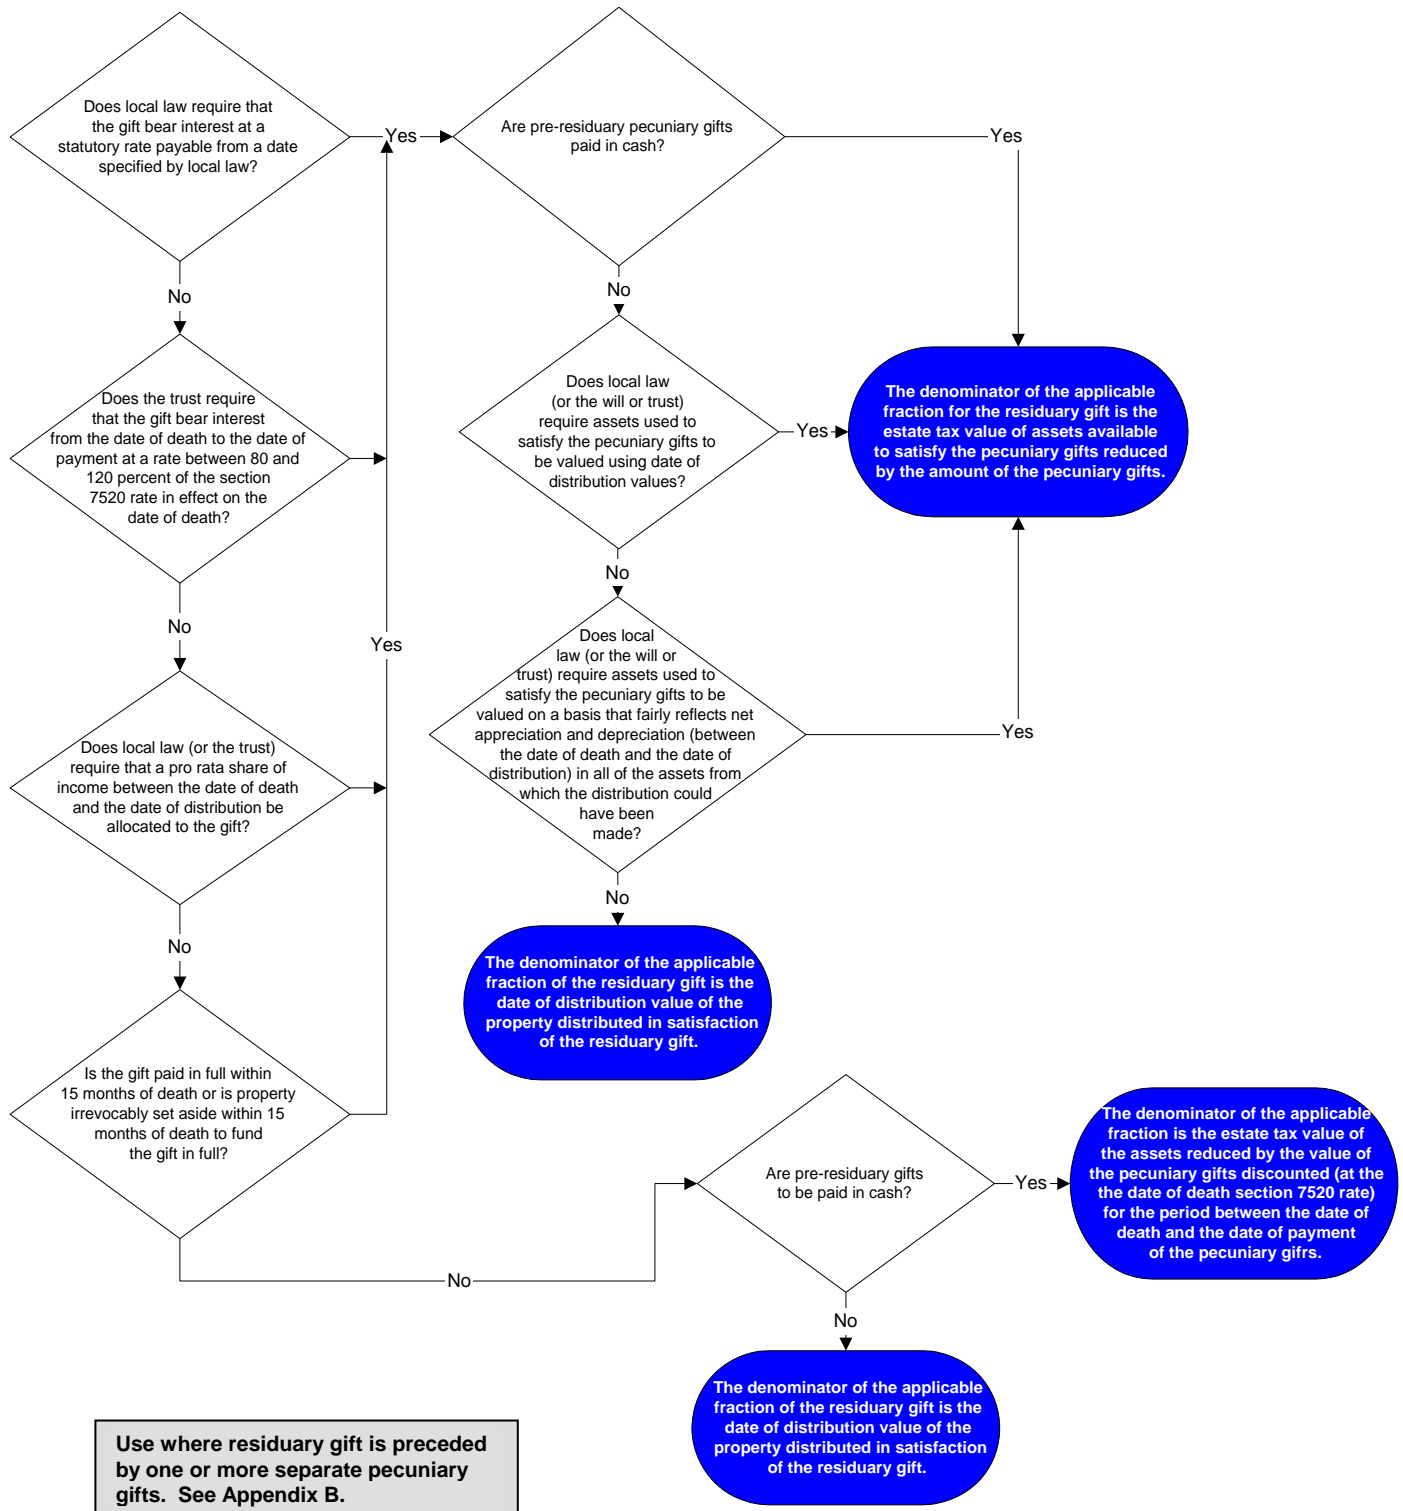 Does local law require that
the gift bear interest at a
statutory rate payable from a date
specified by local law?
Yes
Are pre-residuary pecuniary gifts
paid in cash?
Yes
No
No
Does the trust require
that the gift bear interest
from the date of death to the date of
payment at a rate between 80 and
120 percent of the section
7520 rate in effect on the
date of death?
Does local law
(or the will or trust)
require assets used to
satisfy the pecuniary gifts to
be valued using date of
distribution values?
Yes
The denominator of the applicable
fraction for the residuary gift is the
estate tax value of assets available
to satisfy the pecuniary gifts reduced
by the amount of the pecuniary gifts.
No
No
Yes
Does local
law (or the will or
trust) require assets used to
satisfy the pecuniary gifts to be
valued on a basis that fairly reflects net
appreciation and depreciation (between
the date of death and the date of
distribution) in all of the assets from
which the distribution could
have been
made?
Yes
Does local law (or the trust)
require that a pro rata share of
income between the date of death
and the date of distribution be
allocated to the gift?
No
No
The denominator of the applicable
fraction of the residuary gift is the
date of distribution value of the
property distributed in satisfaction
of the residuary gift.
Is the gift paid in full within
15 months of death or is property
irrevocably set aside within 15
months of death to fund
the gift in full?
No
Are pre-residuary gifts
to be paid in cash?
Yes
The denominator of the applicable
fraction is the estate tax value of
the assets reduced by the value of
the pecuniary gifts discounted (at the
the date of death section 7520 rate)
for the period between the date of
death and the date of payment
of the pecuniary gifrs.
No
The denominator of the applicable
fraction of the residuary gift is the
date of distribution value of the
property distributed in satisfaction
of the residuary gift.
Use where residuary gift is preceded
by one or more separate pecuniary
gifts. See Appendix B.